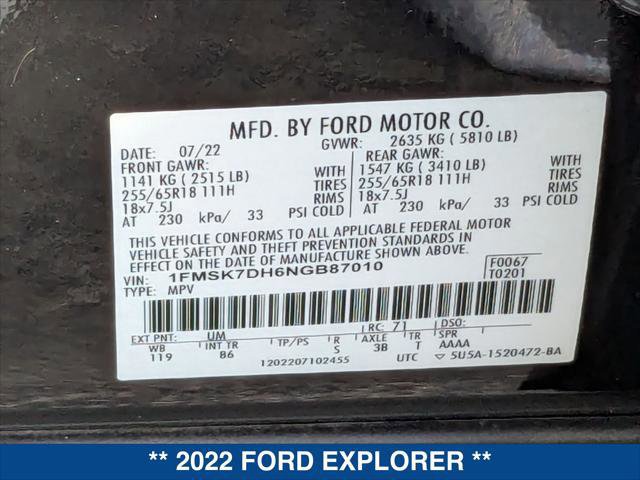 MFD. BY FORD MOTOR CO.
DATE: 07/22 GVWR: 2635 KG ( 5810 LB)
FRONT GAWR: REAR GAWR:
1141 KG ( 2515 LB) WITH 1547 KG ( 3410 LB) WITH
255/65R18 111H TIRES 255/65R18 111H TIRES
18x7.5J RIMS 18x7.5J RIMS
AT 230 kPa/ 33 PSI COLD AT 230 kPa/ 33 PSI COLD
THIS VEHICLE CONFORMS TO ALL APPLICABLE FEDERAL MOTOR
VEHICLE SAFETY AND THEFT PREVENTION STANDARDS IN
EFFECT ON THE DATE OF MANUFACTURE SHOWN ABOVE.
VIN: 1FMSK7DH6NGB87010 F0067
TYPE: MPV T0201
EXT PNT: UM RC: 71 DSO:
WB INT TR TP/PS R AXLE TR SPR
119 86 S 3B T AAAA
1202207102455 UTC ▽ 5U5A-1520472-BA
** 2022 FORD EXPLORER **